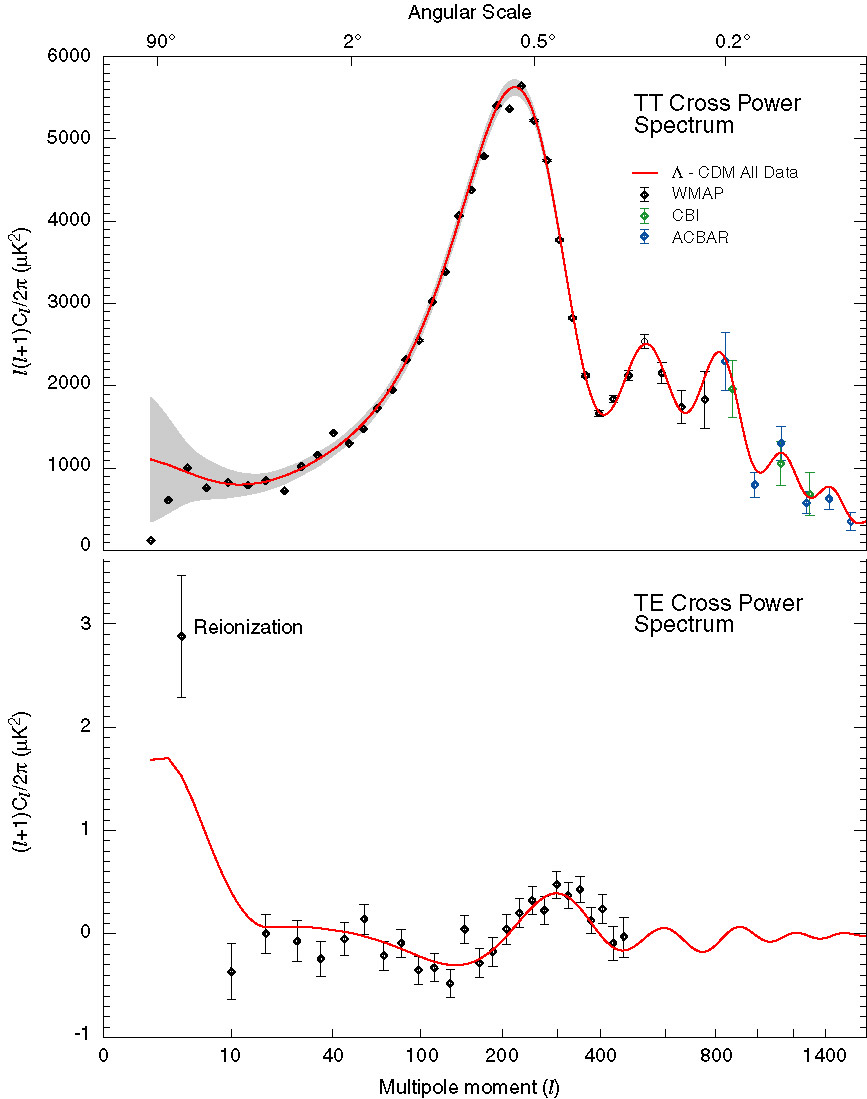 Angular Scale
90° 2° 0.5° 0.2°
6000
5000
4000
3000
2000
1000
0
l(l+1)Cl/2π (μK²)
TT Cross Power
Spectrum
Λ - CDM All Data
WMAP
CBI
ACBAR
3
2
1
0
-1
(l+1)Cl/2π (μK²)
Reionization
TE Cross Power
Spectrum
0 10 40 100 200 400 800 1400
Multipole moment (l)